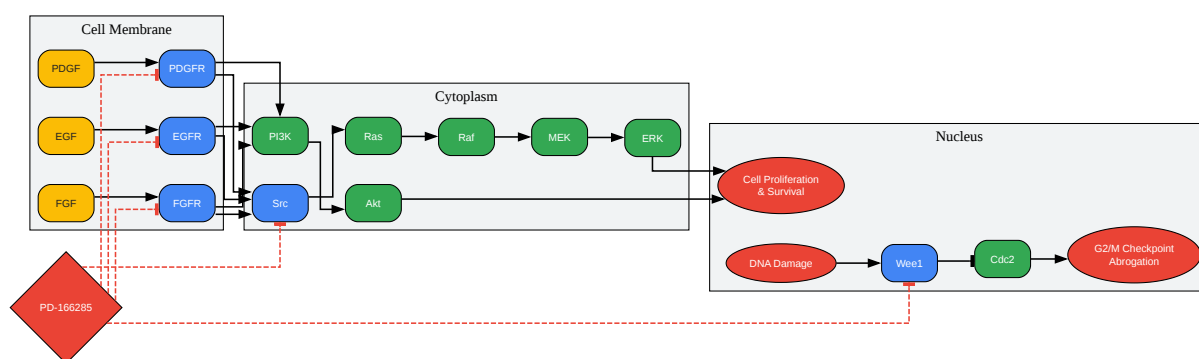 Cell Membrane
PDGF
PDGFR
EGF
EGFR
FGF
FGFR
Cytoplasm
PI3K
Ras
Raf
MEK
ERK
Src
Akt
Nucleus
Cell Proliferation
& Survival
DNA Damage
Wee1
Cdc2
G2/M Checkpoint
Abrogation
PD-166285